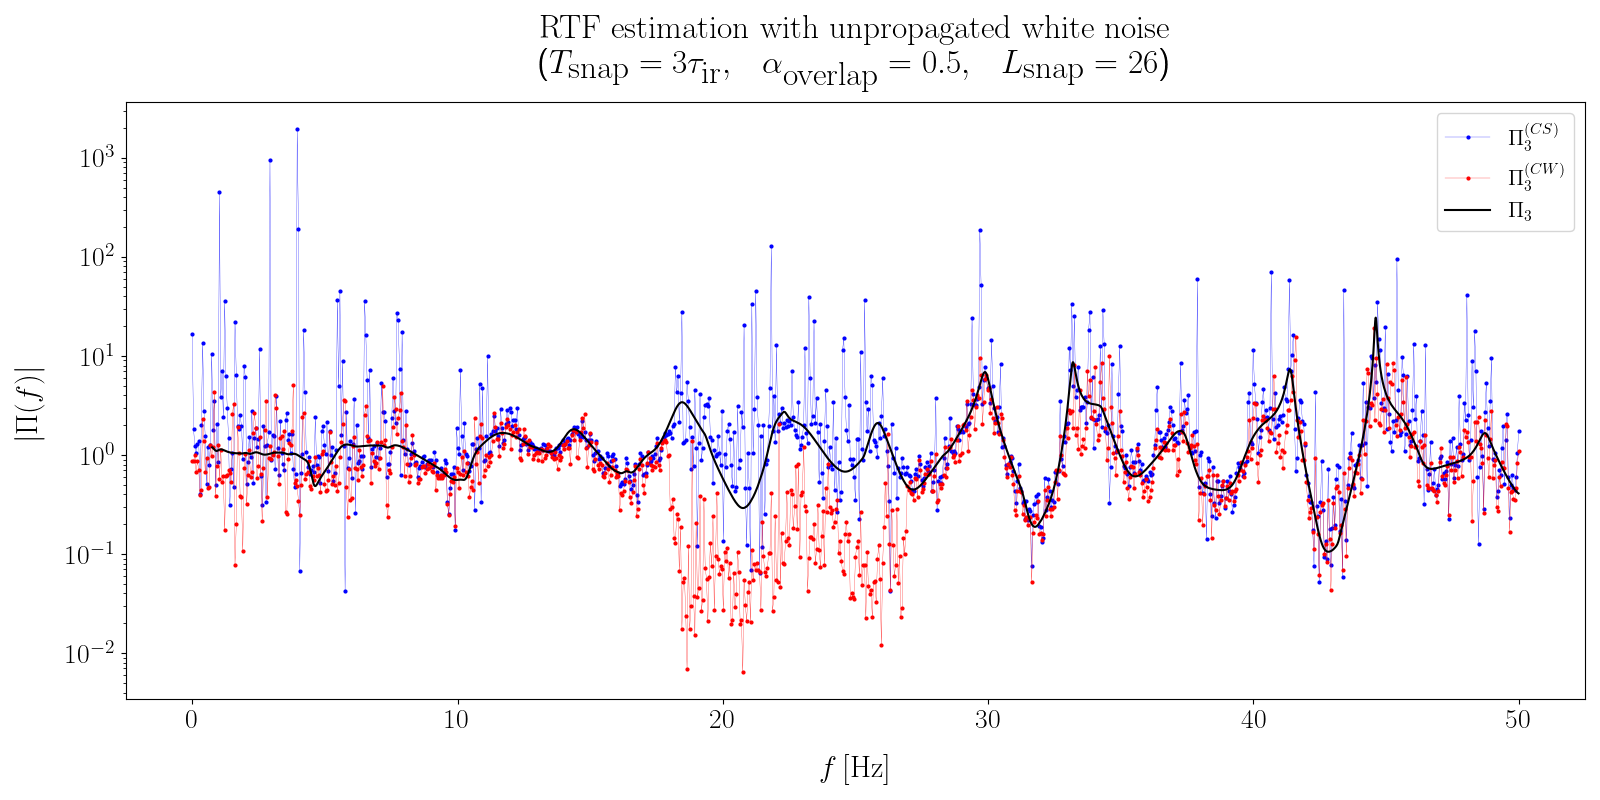 RTF estimation with unpropagated white noise
(T_snap = 3τ_ir, α_overlap = 0.5, L_snap = 26)
10^3
10^2
10^1
10^0
10^−1
10^−2
|Π(f)|
Π_3^(CS)
Π_3^(CW)
Π_3
0 10 20 30 40 50
f [Hz]